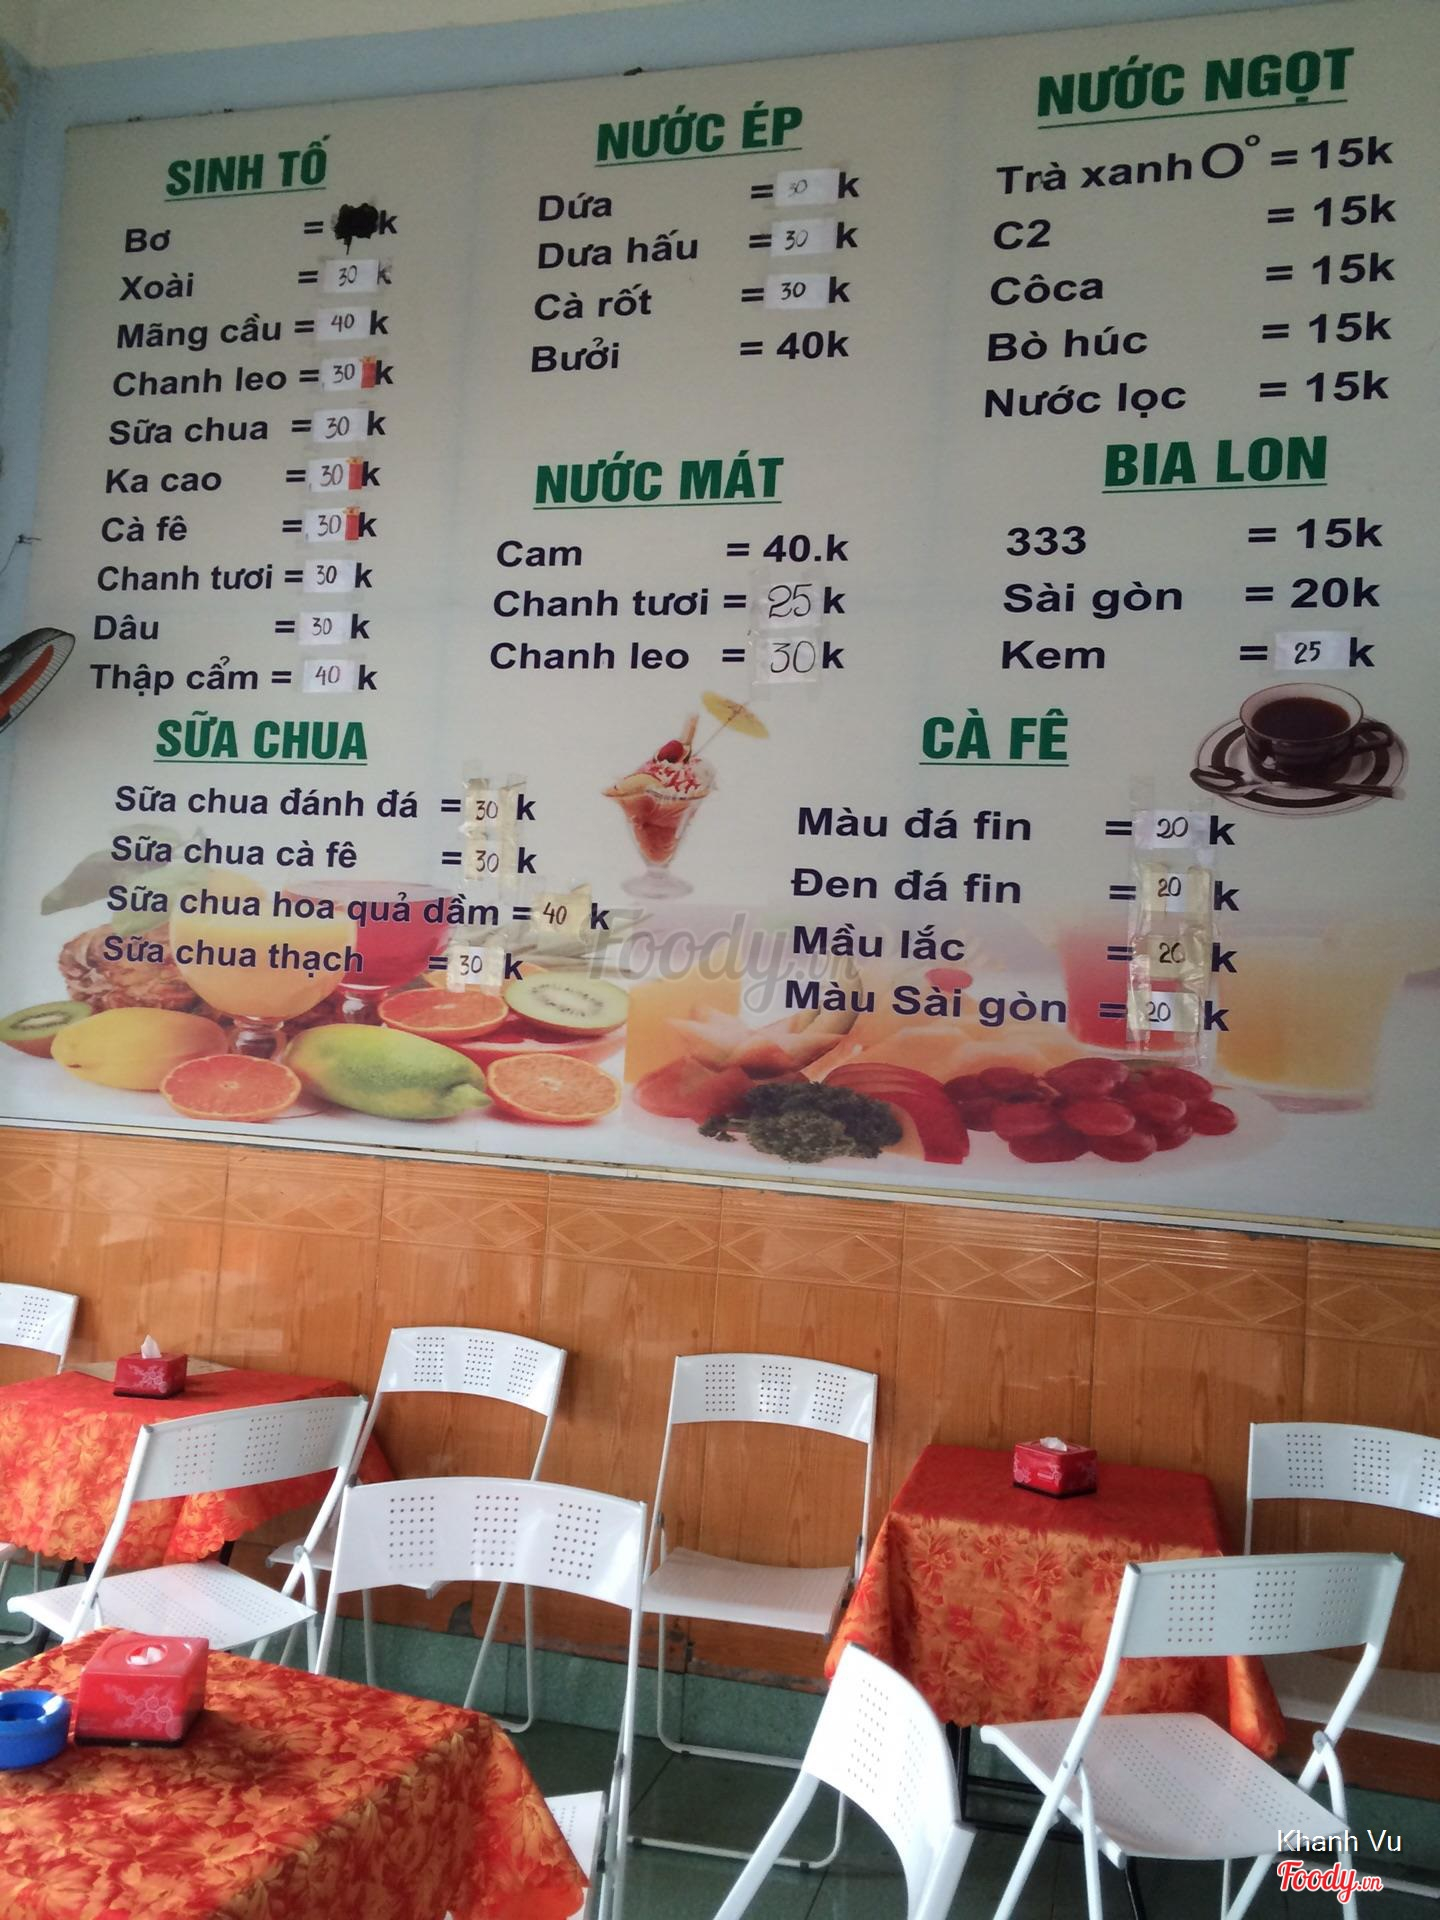 SINH TỐ
Bơ = k
Xoài = 30 k
Mãng cầu = 40 k
Chanh leo = 30 k
Sữa chua = 30 k
Ka cao = 30 k
Cà fê = 30 k
Chanh tươi = 30 k
Dâu = 30 k
Thập cẩm = 40 k
SỮA CHUA
Sữa chua đánh đá = 30 k
Sữa chua cà fê = 30 k
Sữa chua hoa quả dầm = 40 k
Sữa chua thạch = 30 k
NƯỚC ÉP
Dứa = 30 k
Dưa hấu = 30 k
Cà rốt = 30 k
Bưởi = 40k
NƯỚC MÁT
Cam = 40.k
Chanh tươi = 25 k
Chanh leo = 30 k
NƯỚC NGỌT
Trà xanh O° = 15k
C2 = 15k
Côca = 15k
Bò húc = 15k
Nước lọc = 15k
BIA LON
333 = 15k
Sài gòn = 20k
Kem = 25 k
CÀ FÊ
Màu đá fin = 20 k
Đen đá fin = 20 k
Mầu lắc = 20 k
Màu Sài gòn = 20 k
Foody.vn
Khanh Vu
Foody.vn